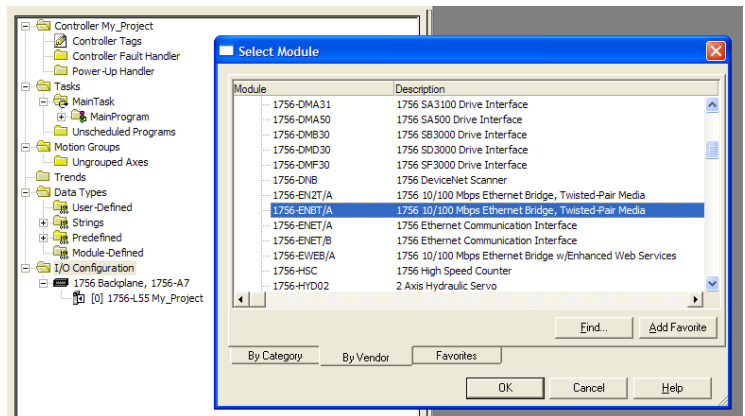 Controller My_Project
Controller Tags
Controller Fault Handler
Power-Up Handler
Tasks
MainTask
MainProgram
Unscheduled Programs
Motion Groups
Ungrouped Axes
Trends
Data Types
User-Defined
Strings
Predefined
Module-Defined
I/O Configuration
1756 Backplane, 1756-A7
[0] 1756-L55 My_Project
Select Module
Module Description
1756-DMA31 1756 SA3100 Drive Interface
1756-DMA50 1756 SA500 Drive Interface
1756-DMB30 1756 SB3000 Drive Interface
1756-DMD30 1756 SD3000 Drive Interface
1756-DMF30 1756 SF3000 Drive Interface
1756-DNB 1756 DeviceNet Scanner
1756-EN2T/A 1756 10/100 Mbps Ethernet Bridge, Twisted-Pair Media
1756-ENBT/A 1756 10/100 Mbps Ethernet Bridge, Twisted-Pair Media
1756-ENET/A 1756 Ethernet Communication Interface
1756-ENET/B 1756 Ethernet Communication Interface
1756-EWEB/A 1756 10/100 Mbps Ethernet Bridge w/Enhanced Web Services
1756-HSC 1756 High Speed Counter
1756-HYD02 2 Axis Hydraulic Servo
Find... Add Favorite
By Category By Vendor Favorites
OK Cancel Help